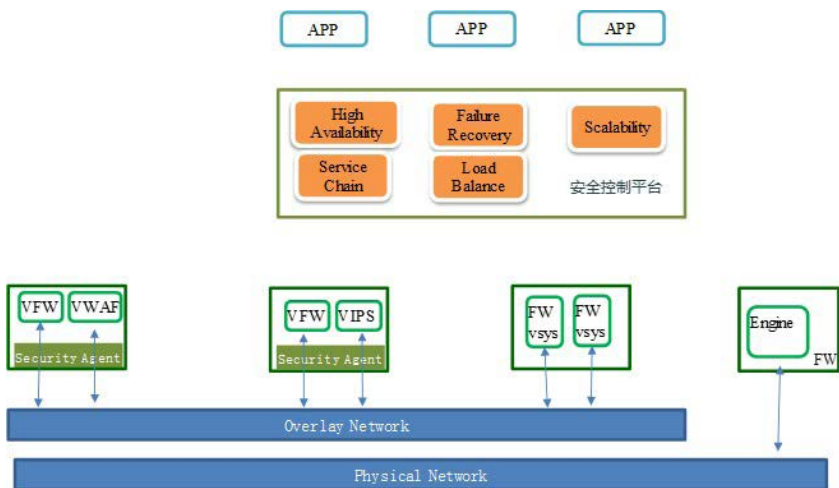 APP
APP
APP
High
Availability
Failure
Recovery
Scalability
Service
Chain
Load
Balance
安全控制平台
VFW
VWAF
Security Agent
VFW
VIPS
Security Agent
FW
vsys
FW
vsys
Engine
FW
Overlay Network
Physical Network